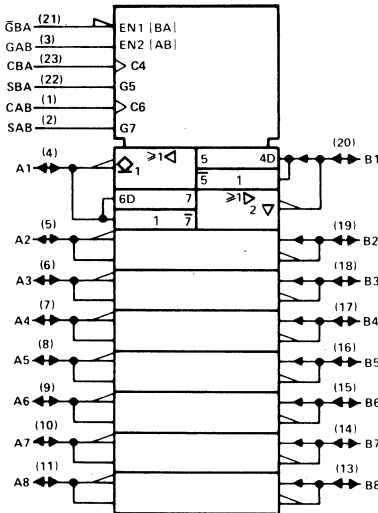 G̅BA (21) EN1 [BA]
GAB (3) EN2 [AB]
CBA (23) C4
SBA (22) G5
CAB (1) C6
SAB (2) G7
A1 (4) 1 ≥1 5 4D (20) B1
5̅ 1
6D 7 ≥1 2
1 7̅
A2 (5) (19) B2
A3 (6) (18) B3
A4 (7) (17) B4
A5 (8) (16) B5
A6 (9) (15) B6
A7 (10) (14) B7
A8 (11) (13) B8